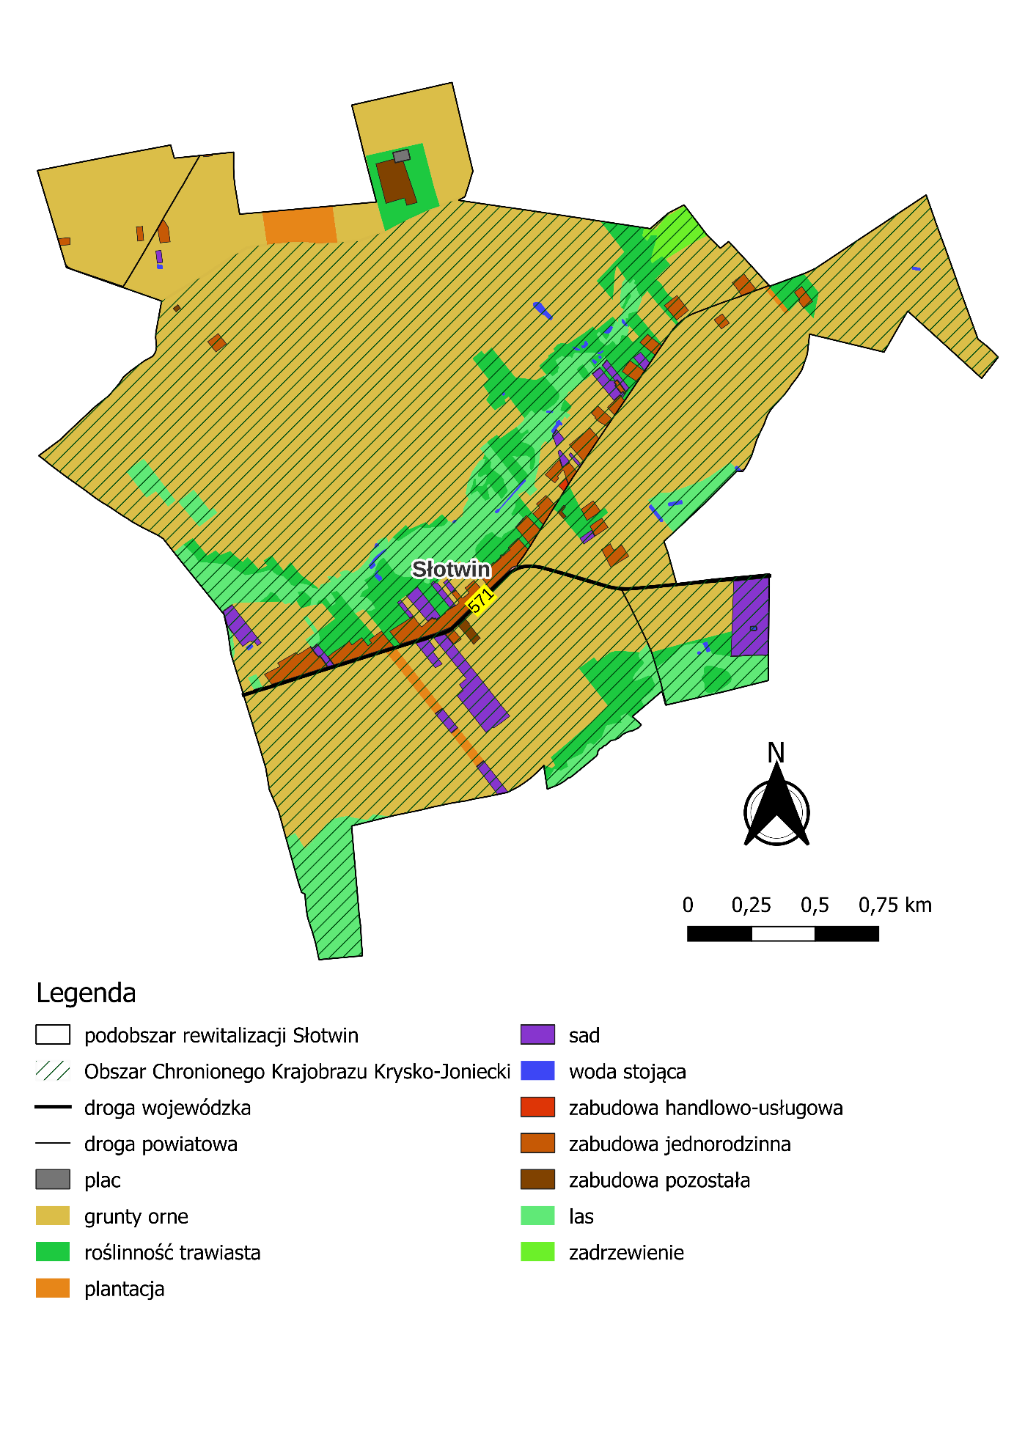 Słotwin
571
N
0 0,25 0,5 0,75 km
Legenda
podobszar rewitalizacji Słotwin
Obszar Chronionego Krajobrazu Krysko-Joniecki
droga wojewódzka
droga powiatowa
plac
grunty orne
roślinność trawiasta
plantacja
sad
woda stojąca
zabudowa handlowo-usługowa
zabudowa jednorodzinna
zabudowa pozostała
las
zadrzewienie